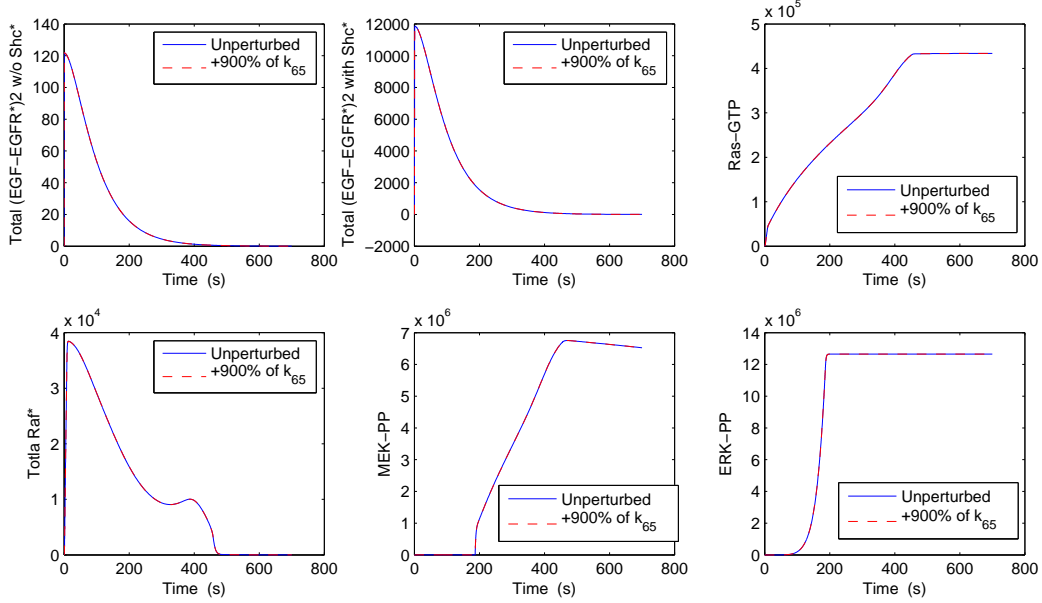 Total (EGF−EGFR*)2 w/o Shc*
140
120
100
80
60
40
20
0
0 200 400 600 800
Time (s)
Unperturbed
+900% of k65
Total (EGF−EGFR*)2 with Shc*
12000
10000
8000
6000
4000
2000
0
−2000
0 200 400 600 800
Time (s)
Unperturbed
+900% of k65
x 10^5
Ras−GTP
5
4
3
2
1
0
0 200 400 600 800
Time (s)
Unperturbed
+900% of k65
x 10^4
Totla Raf*
4
3
2
1
0
0 200 400 600 800
Time (s)
Unperturbed
+900% of k65
x 10^6
MEK−PP
7
6
5
4
3
2
1
0
0 200 400 600 800
Time (s)
Unperturbed
+900% of k65
x 10^6
ERK−PP
14
12
10
8
6
4
2
0
0 200 400 600 800
Time (s)
Unperturbed
+900% of k65